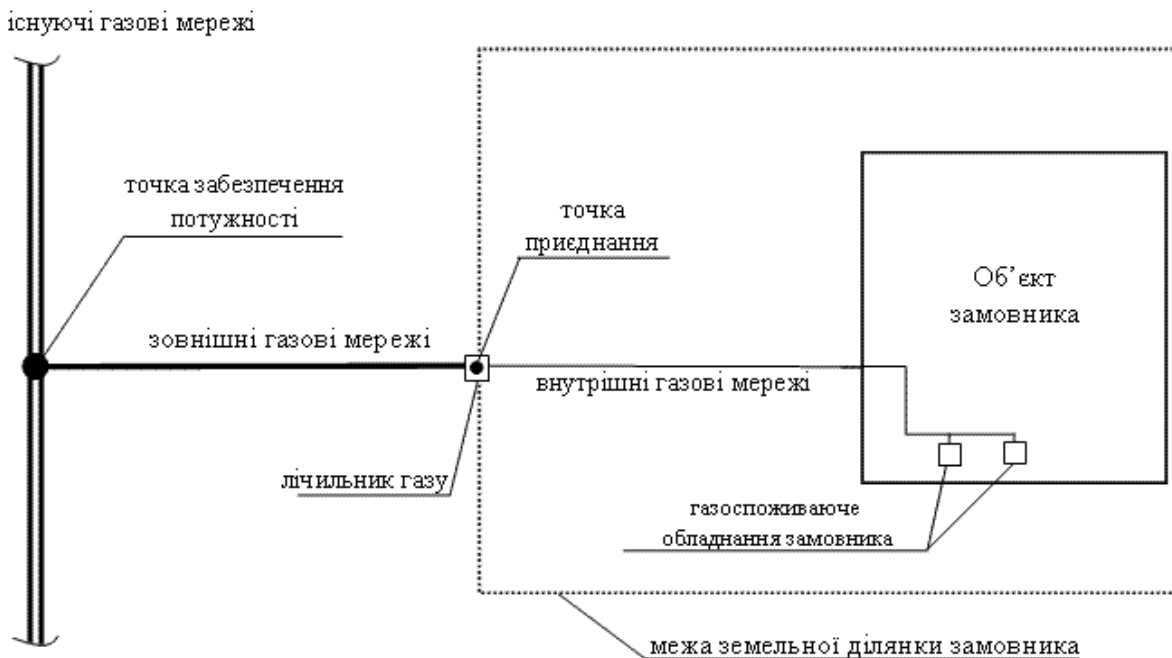 існуючі газові мережі
точка забезпечення
потужності
точка
приєднання
Об’єкт
замовника
зовнішні газові мережі
внутрішні газові мережі
лічильник газу
газоспоживаюче
обладнання замовника
межа земельної ділянки замовника